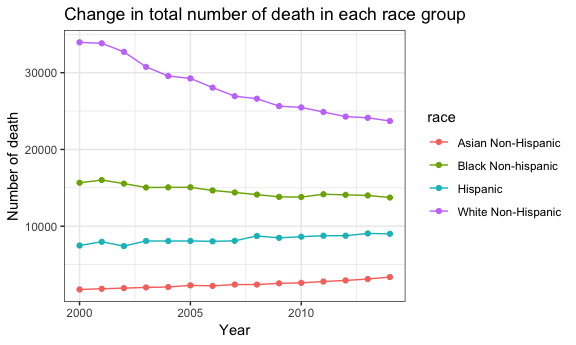 Change in total number of death in each race group
Number of death
30000
20000
10000
2000
2005
2010
Year
race
Asian Non-Hispanic
Black Non-hispanic
Hispanic
White Non-Hispanic